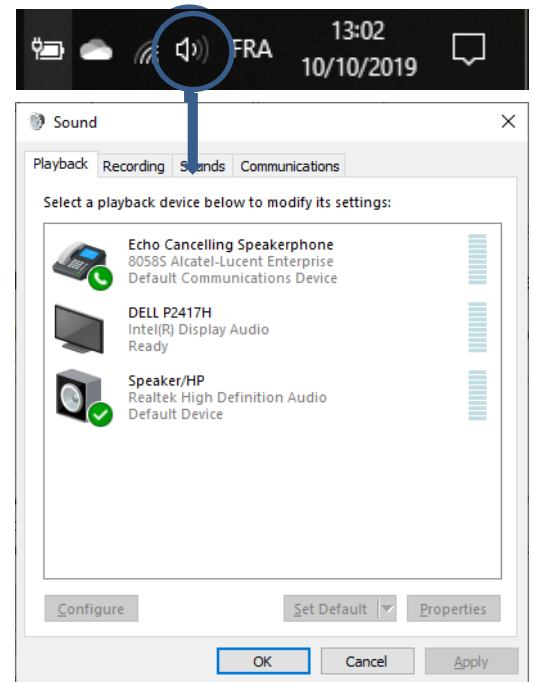 FRA
13:02
10/10/2019
Sound
Playback Recording Sounds Communications
Select a playback device below to modify its settings:
Echo Cancelling Speakerphone
8058S Alcatel-Lucent Enterprise
Default Communications Device
DELL P2417H
Intel(R) Display Audio
Ready
Speaker/HP
Realtek High Definition Audio
Default Device
Configure Set Default Properties
OK Cancel Apply